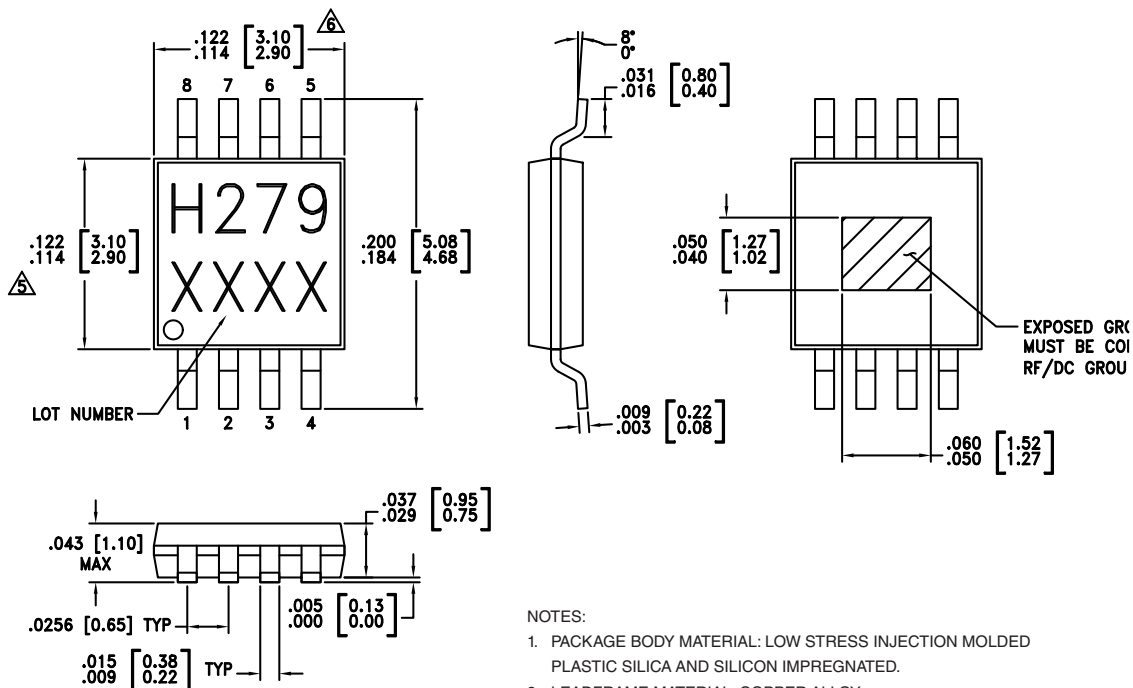 .122 [3.10]
.114 [2.90]
6
8 7 6 5
H279
XXXX
.122 [3.10]
.114 [2.90]
5
.200 [5.08]
.184 [4.68]
LOT NUMBER
1 2 3 4
8°
0°
.031 [0.80]
.016 [0.40]
.009 [0.22]
.003 [0.08]
.050 [1.27]
.040 [1.02]
EXPOSED
MUST BE
RF/DC
.060 [1.52]
.050 [1.27]
.037 [0.95]
.029 [0.75]
.043 [1.10]
MAX
.005 [0.13]
.000 [0.00]
.0256 [0.65] TYP
.015 [0.38]
.009 [0.22] TYP
NOTES:
1. PACKAGE BODY MATERIAL: LOW STRESS INJECTION MOLDED
PLASTIC SILICA AND SILICON IMPREGNATED.